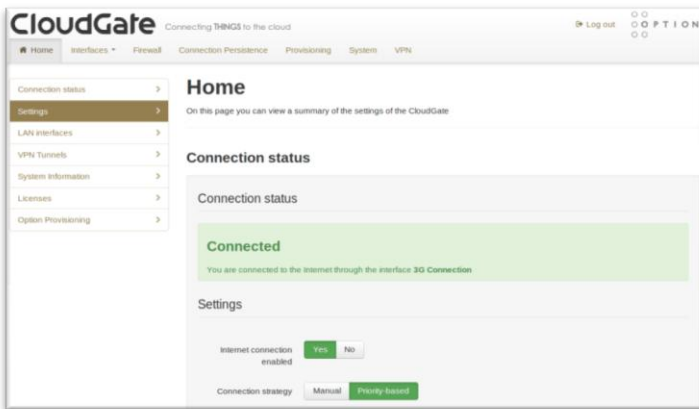 CloudGate Connecting THINGS to the cloud
Log out
OPTION
Home Interfaces Firewall Connection Persistence Provisioning System VPN
Connection status
Settings
LAN interfaces
VPN Tunnels
System Information
Licenses
Option Provisioning
Home
On this page you can view a summary of the settings of the CloudGate
Connection status
Connection status
Connected
You are connected to the Internet through the interface 3G Connection
Settings
Internet connection
enabled
Yes No
Connection strategy Manual Priority-based